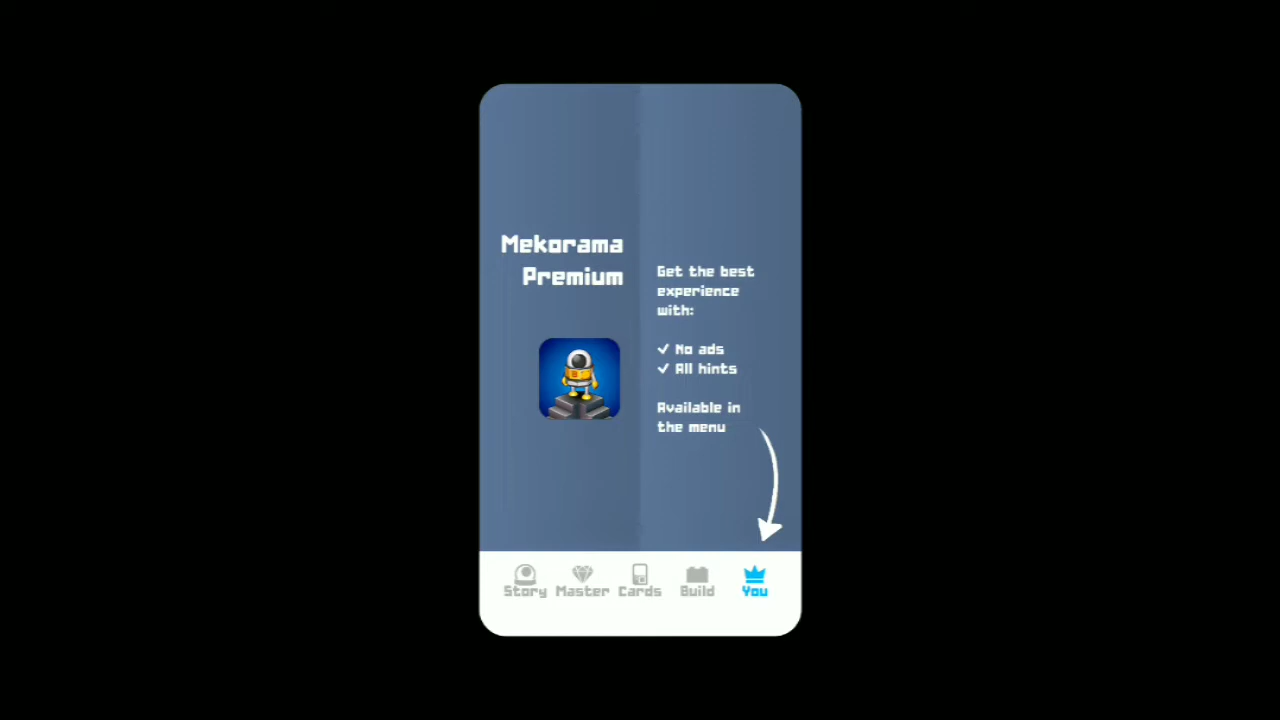 Mekorama
Premium
Get the best
experience
with:
✓ No ads
✓ All hints
Available in
the menu
Story Master Cards Build You